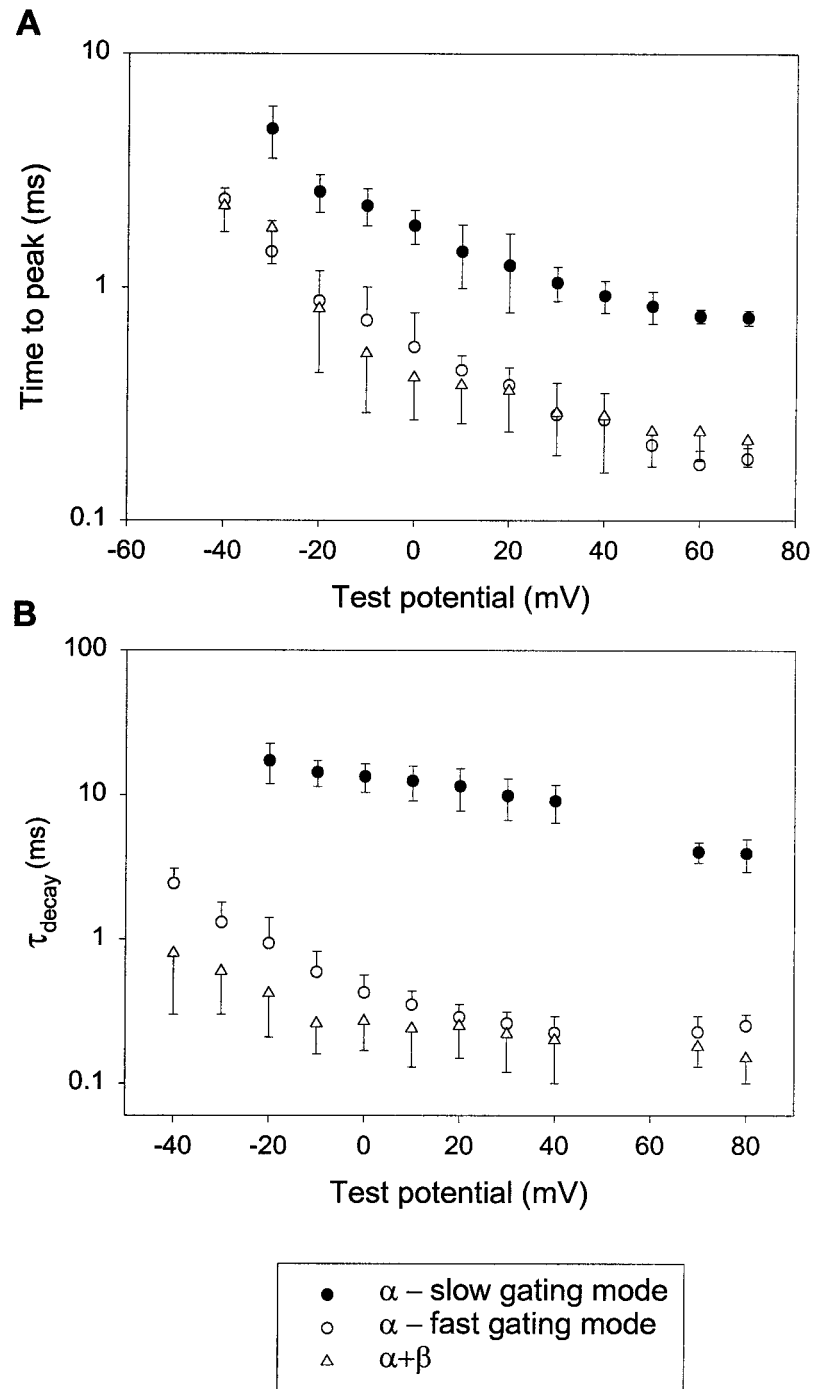 A
10
1
0.1
Time to peak (ms)
-60 -40 -20 0 20 40 60 80
Test potential (mV)
B
100
10
1
0.1
τdecay (ms)
-40 -20 0 20 40 60 80
Test potential (mV)
α – slow gating mode
α – fast gating mode
α+β